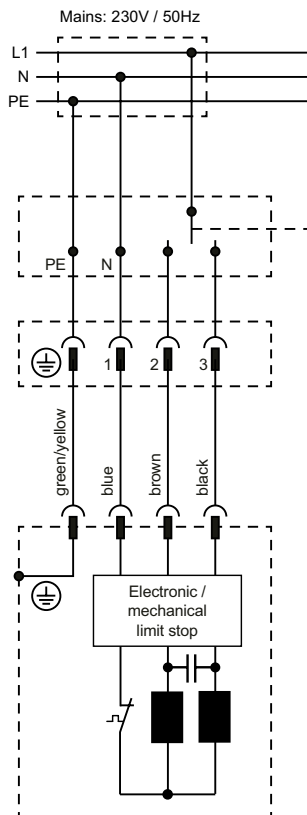 Mains: 230V / 50Hz
L1
N
PE
PE N
1 2 3
green/yellow
blue
brown
black
Electronic /
mechanical
limit stop